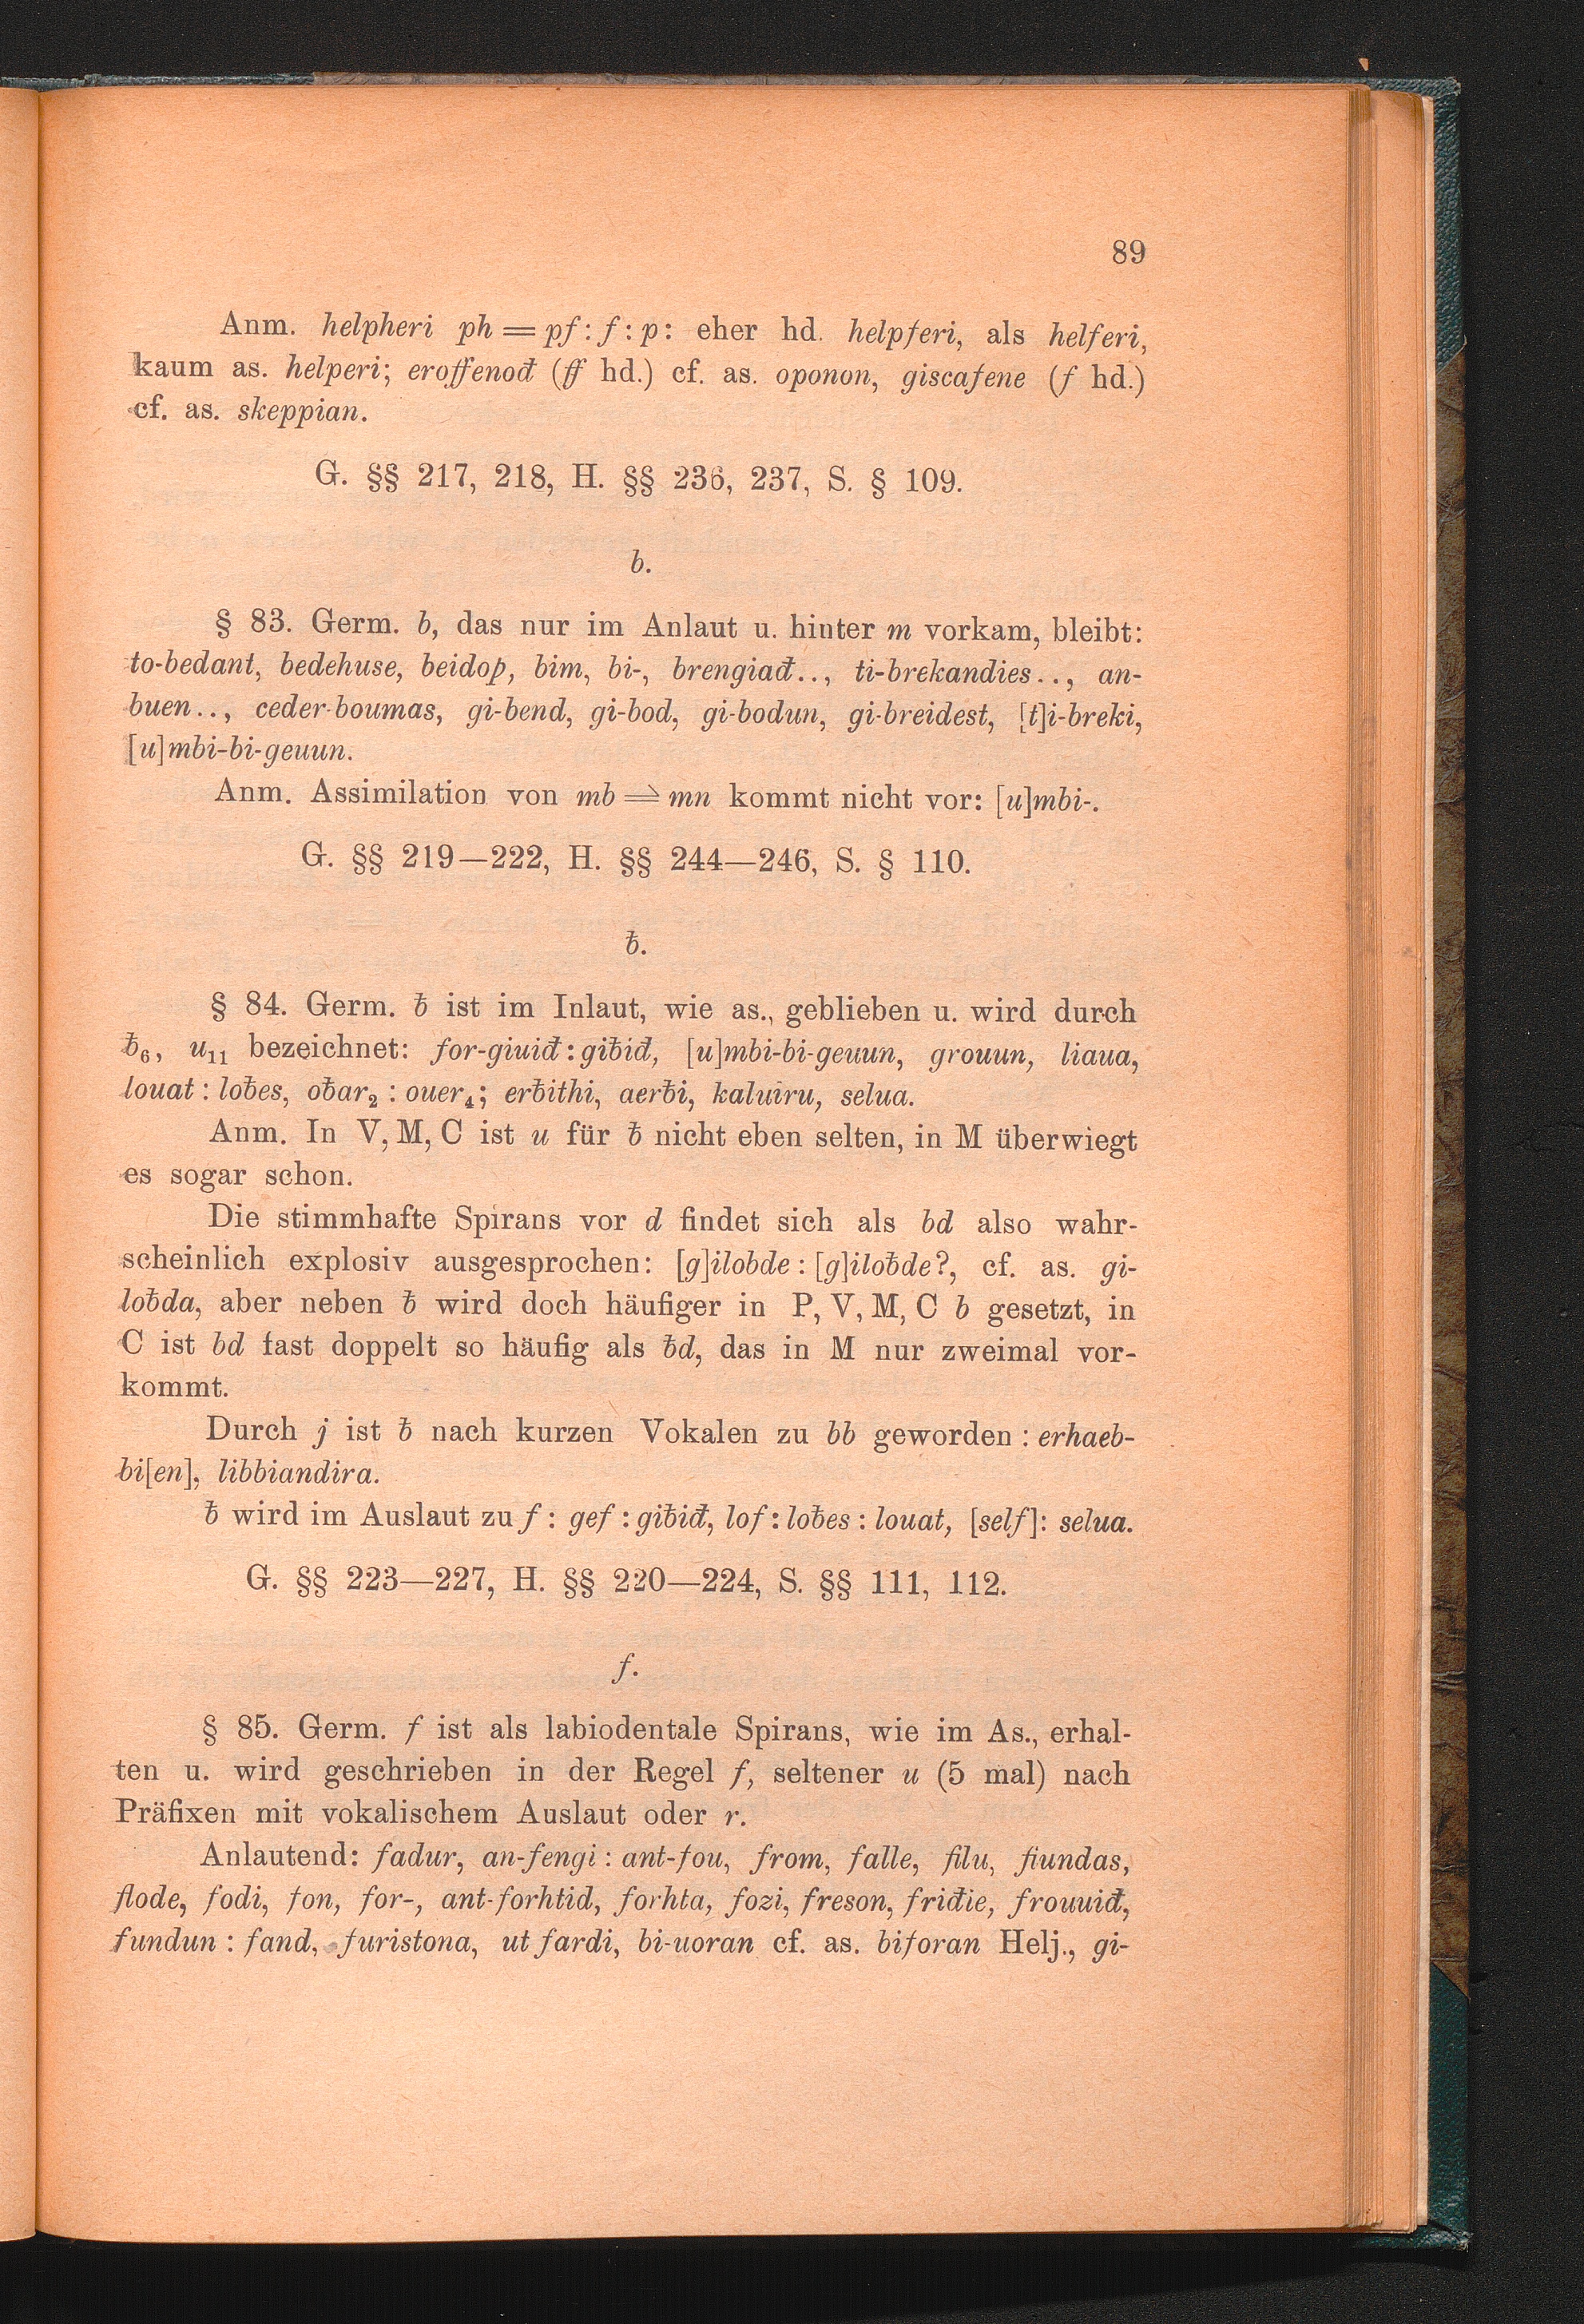 89
Anm. helpheri ph = pf : f : p : eher hd. helpferi, als helferi,
kaum as. helperi; eroffenođ (ff hd.) cf. as. oponon, giscafene (f hd.)
cf. as. skeppian.
G. §§ 217, 218, H. §§ 236, 237, S. § 109.
b.
§ 83. Germ. b, das nur im Anlaut u. hinter m vorkam, bleibt:
to-bedant, bedehuse, beidop, bim, bi-, brengiađ.., ti-brekandies.., an-
buen.., ceder-boumas, gi-bend, gi-bod, gi-bodun, gi-breidest, [t]i-breki,
[u]mbi-bi-geuun.
Anm. Assimilation von mb ⇒ mn kommt nicht vor: [u]mbi-.
G. §§ 219—222, H. §§ 244—246, S. § 110.
ƀ.
§ 84. Germ. ƀ ist im Inlaut, wie as., geblieben u. wird durch
ƀ₆, u₁₁ bezeichnet: for-giuiđ : giƀiđ, [u]mbi-bi-geuun, grouun, liaua,
louat : loƀes, oƀar₂ : ouer₄; erƀithi, aerƀi, kaluiru, selua.
Anm. In V, M, C ist u für ƀ nicht eben selten, in M überwiegt
es sogar schon.
Die stimmhafte Spirans vor d findet sich als bd also wahr-
scheinlich explosiv ausgesprochen: [g]ilobde : [g]iloƀde?, cf. as. gi-
loƀda, aber neben ƀ wird doch häufiger in P, V, M, C b gesetzt, in
C ist bd fast doppelt so häufig als ƀd, das in M nur zweimal vor-
kommt.
Durch j ist ƀ nach kurzen Vokalen zu bb geworden : erhaeb-
bi[en], libbiandira.
ƀ wird im Auslaut zu f : gef : giƀiđ, lof : loƀes : louat, [self]: selua.
G. §§ 223—227, H. §§ 220—224, S. §§ 111, 112.
f.
§ 85. Germ. f ist als labiodentale Spirans, wie im As., erhal-
ten u. wird geschrieben in der Regel f, seltener u (5 mal) nach
Präfixen mit vokalischem Auslaut oder r.
Anlautend: fadur, an-fengi : ant-fou, from, falle, filu, fiundas,
flode, fodi, fon, for-, ant-forhtid, forhta, fozi, freson, friđie, frouuiđ,
fundun : fand, furistona, ut fardi, bi-uoran cf. as. biforan Helj., gi-